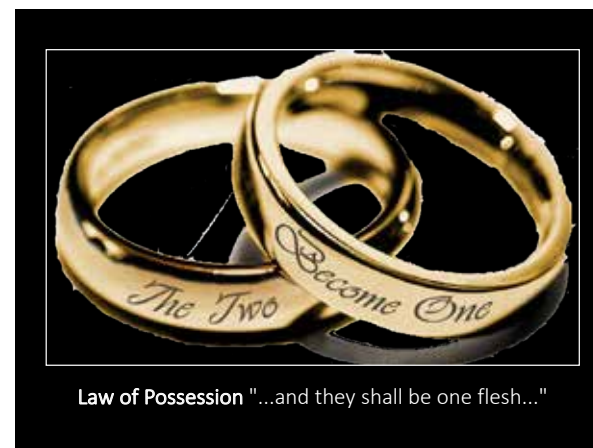 The Two
Become One
Law of Possession "...and they shall be one flesh..."